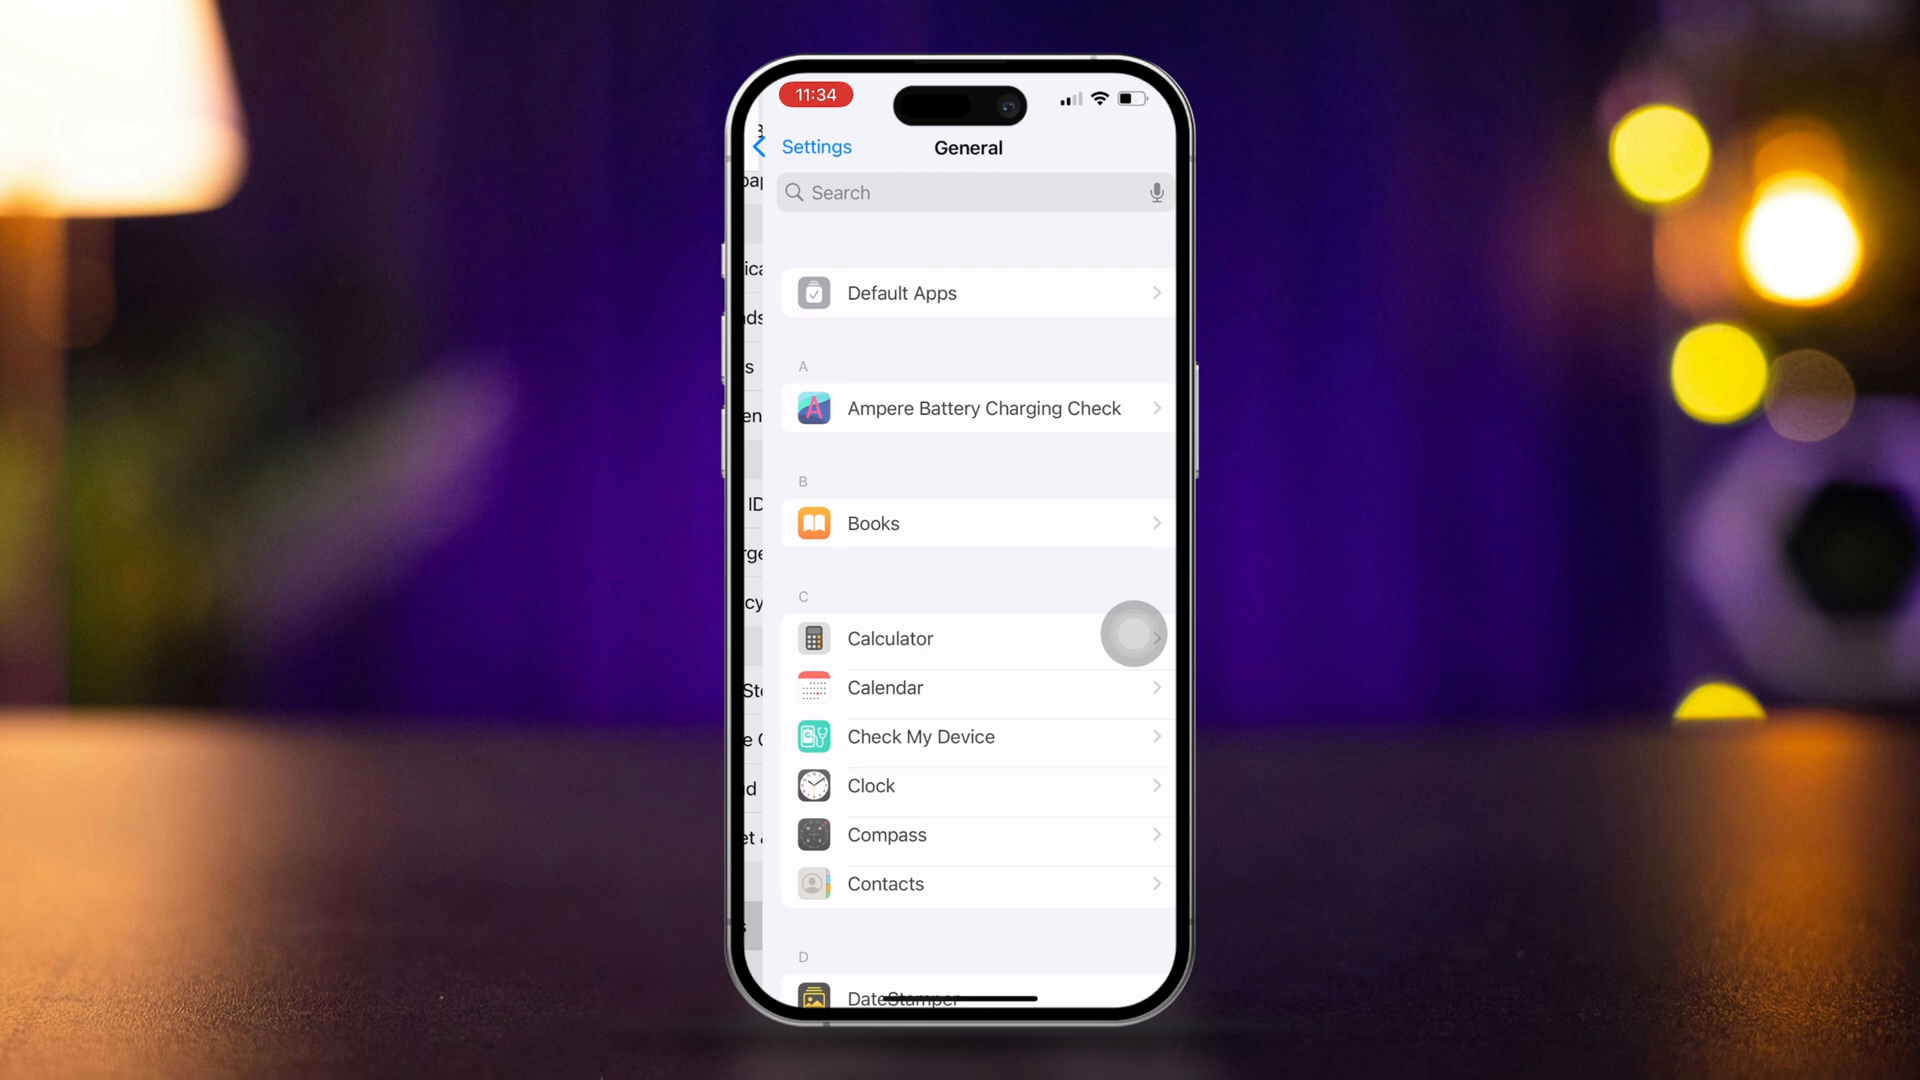 11:34
Settings
General
Search
Default Apps
A
Ampere Battery Charging Check
B
Books
C
Calculator
Calendar
Check My Device
Clock
Compass
Contacts
D
DateStamper